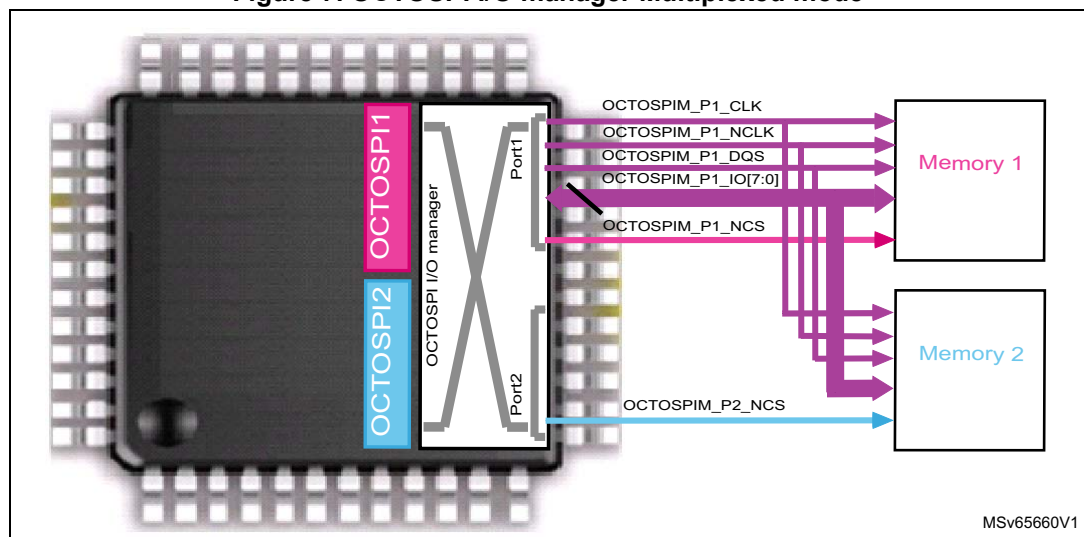 OCTOSPI1
OCTOSPI2
OCTOSPI I/O manager
Port1
Port2
OCTOSPIM_P1_CLK
OCTOSPIM_P1_NCLK
OCTOSPIM_P1_DQS
OCTOSPIM_P1_IO[7:0]
OCTOSPIM_P1_NCS
OCTOSPIM_P2_NCS
Memory 1
Memory 2
MSv65660V1